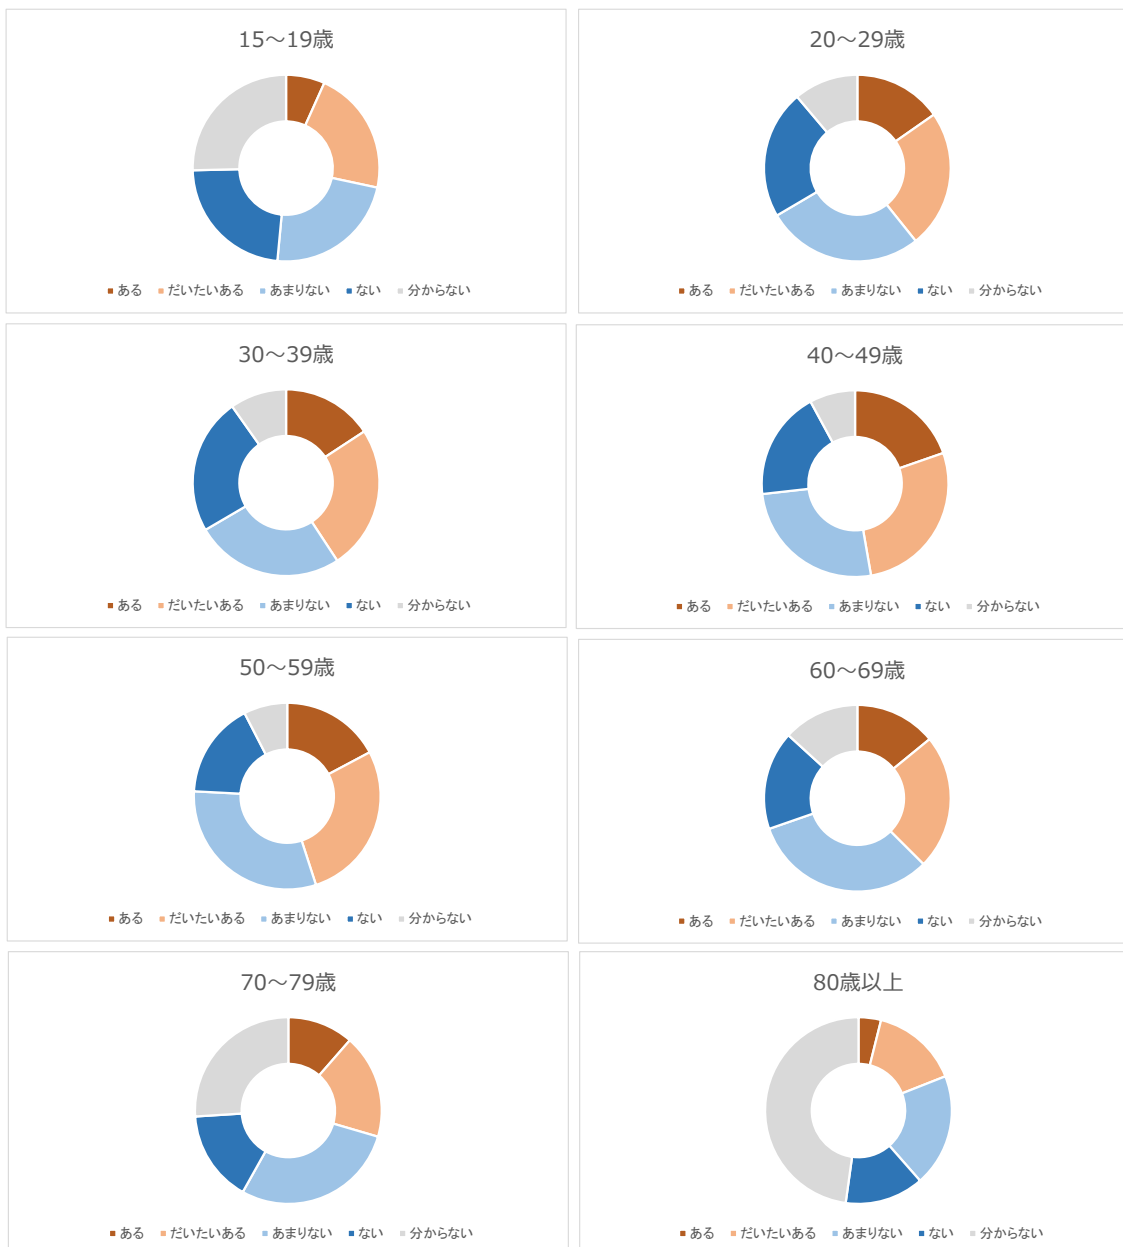 15～19歳
■ ある ■ だいたいある ■ あまりない ■ ない ■ 分からない
20～29歳
■ ある ■ だいたいある ■ あまりない ■ ない ■ 分からない
30～39歳
■ ある ■ だいたいある ■ あまりない ■ ない ■ 分からない
40～49歳
■ ある ■ だいたいある ■ あまりない ■ ない ■ 分からない
50～59歳
■ ある ■ だいたいある ■ あまりない ■ ない ■ 分からない
60～69歳
■ ある ■ だいたいある ■ あまりない ■ ない ■ 分からない
70～79歳
■ ある ■ だいたいある ■ あまりない ■ ない ■ 分からない
80歳以上
■ ある ■ だいたいある ■ あまりない ■ ない ■ 分からない